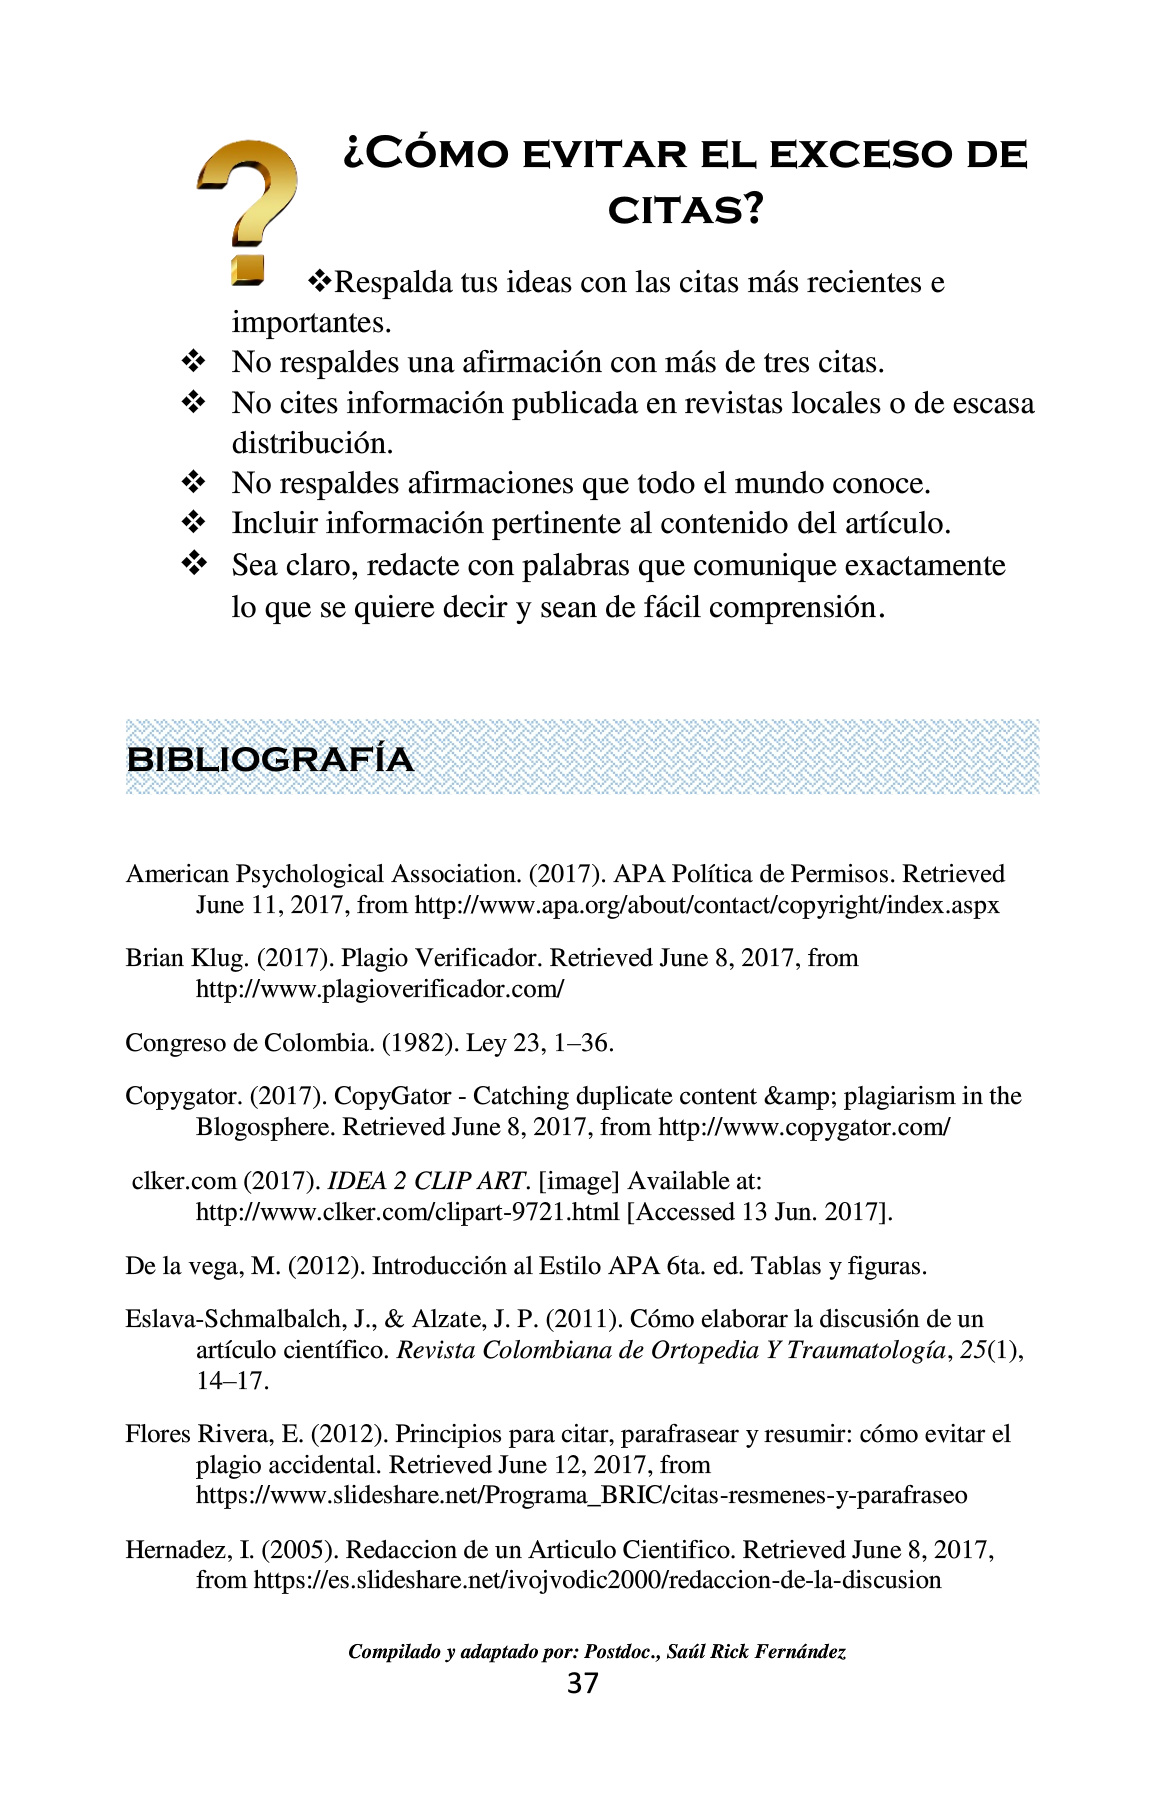 ¿Cómo evitar el exceso de
citas?
❖Respalda tus ideas con las citas más recientes e
importantes.
❖ No respaldes una afirmación con más de tres citas.
❖ No cites información publicada en revistas locales o de escasa
distribución.
❖ No respaldes afirmaciones que todo el mundo conoce.
❖ Incluir información pertinente al contenido del artículo.
❖ Sea claro, redacte con palabras que comunique exactamente
lo que se quiere decir y sean de fácil comprensión.
BIBLIOGRAFÍA
American Psychological Association. (2017). APA Política de Permisos. Retrieved
June 11, 2017, from http://www.apa.org/about/contact/copyright/index.aspx
Brian Klug. (2017). Plagio Verificador. Retrieved June 8, 2017, from
http://www.plagioverificador.com/
Congreso de Colombia. (1982). Ley 23, 1–36.
Copygator. (2017). CopyGator - Catching duplicate content &amp; plagiarism in the
Blogosphere. Retrieved June 8, 2017, from http://www.copygator.com/
clker.com (2017). IDEA 2 CLIP ART. [image] Available at:
http://www.clker.com/clipart-9721.html [Accessed 13 Jun. 2017].
De la vega, M. (2012). Introducción al Estilo APA 6ta. ed. Tablas y figuras.
Eslava-Schmalbalch, J., & Alzate, J. P. (2011). Cómo elaborar la discusión de un
artículo científico. Revista Colombiana de Ortopedia Y Traumatología, 25(1),
14–17.
Flores Rivera, E. (2012). Principios para citar, parafrasear y resumir: cómo evitar el
plagio accidental. Retrieved June 12, 2017, from
https://www.slideshare.net/Programa_BRIC/citas-resmenes-y-parafraseo
Hernadez, I. (2005). Redaccion de un Articulo Cientifico. Retrieved June 8, 2017,
from https://es.slideshare.net/ivojvodic2000/redaccion-de-la-discusion
Compilado y adaptado por: Postdoc., Saúl Rick Fernández
37